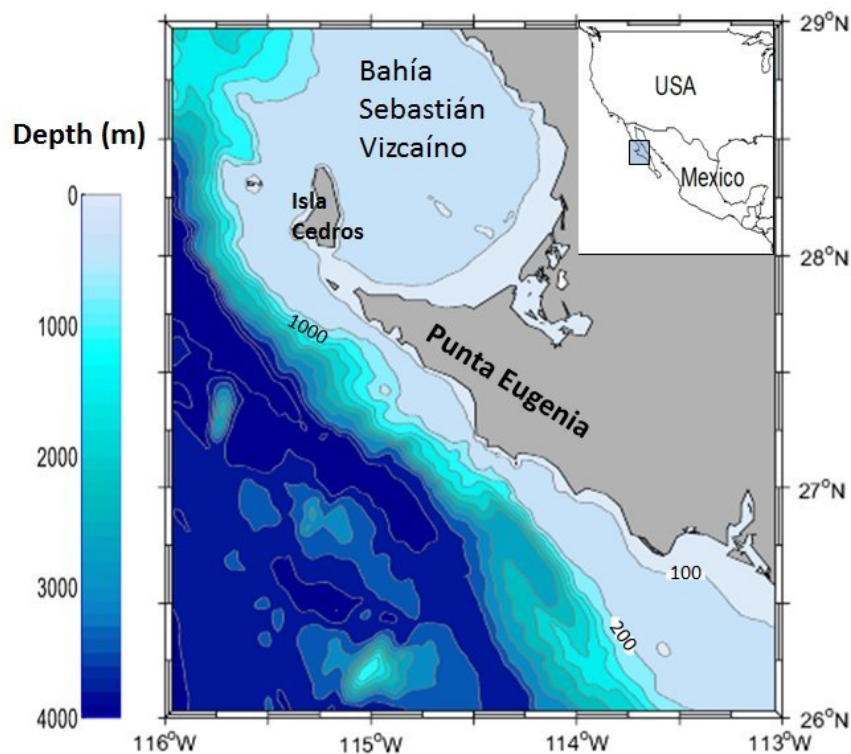 Depth (m)
0
1000
2000
3000
4000
Bahía
Sebastián
Vizcaíno
Isla
Cedros
Punta Eugenia
1000
100
200
USA
Mexico
29°N
28°N
27°N
26°N
116°W
115°W
114°W
113°W